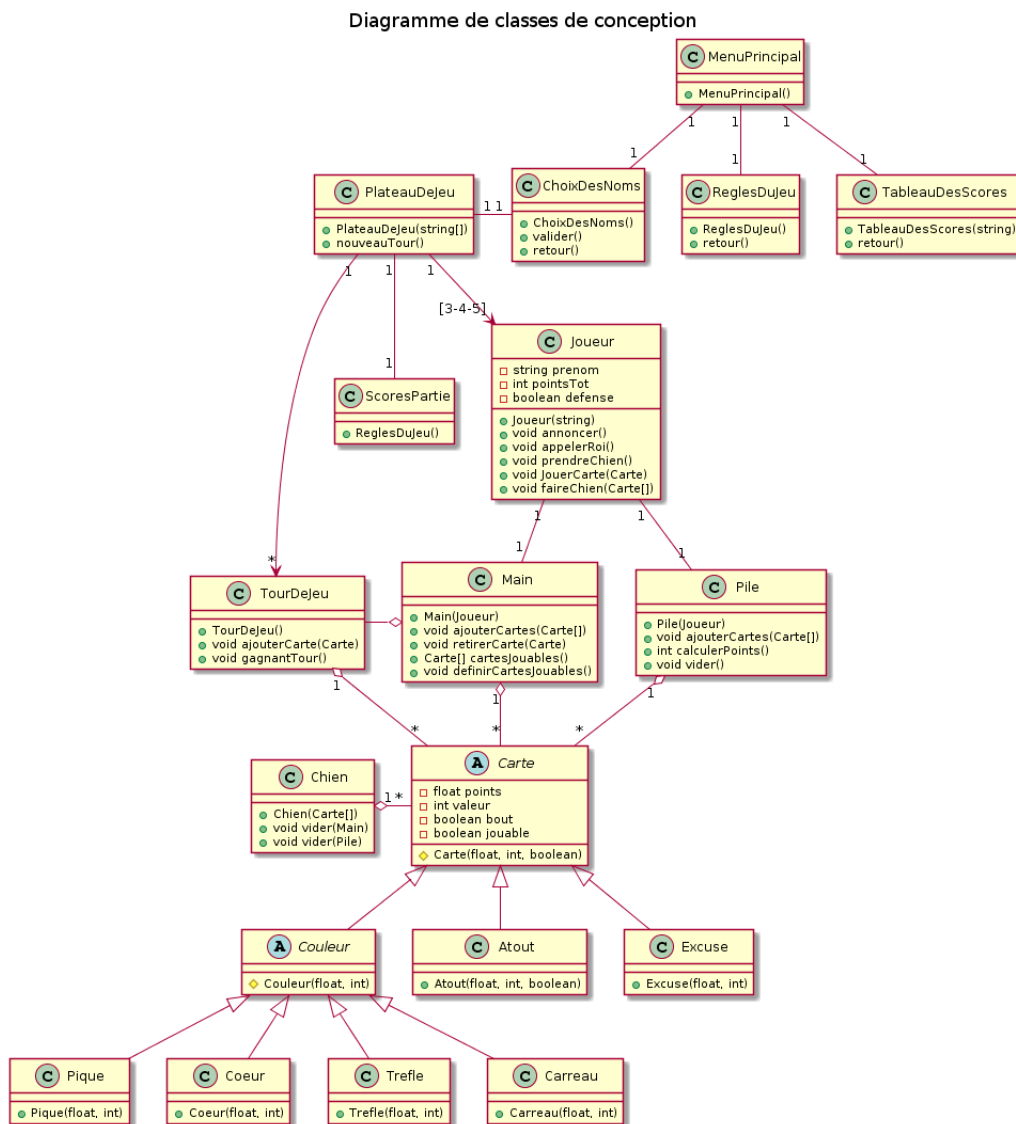 Diagramme de classes de conception
C MenuPrincipal
MenuPrincipal()
1 1 1
1 1 1
C PlateauDeJeu
PlateauDeJeu(string[])
nouveauTour()
1 1
C ChoixDesNoms
ChoixDesNoms()
valider()
retour()
C ReglesDuJeu
ReglesDuJeu()
retour()
C TableauDesScores
TableauDesScores(string)
retour()
1 1 1
[3-4-5]
C Joueur
string prenom
int pointsTot
boolean defense
Joueur(string)
void annoncer()
void appelerRoi()
void prendreChien()
void JouerCarte(Carte)
void faireChien(Carte[])
1
C ScoresPartie
ReglesDuJeu()
1 1
1 1
*
C TourDeJeu
TourDeJeu()
void ajouterCarte(Carte)
void gagnantTour()
C Main
Main(Joueur)
void ajouterCartes(Carte[])
void retirerCarte(Carte)
Carte[] cartesJouables()
void definirCartesJouables()
C Pile
Pile(Joueur)
void ajouterCartes(Carte[])
int calculerPoints()
void vider()
1 1 1
* * *
C Chien
Chien(Carte[])
void vider(Main)
void vider(Pile)
1 *
A Carte
float points
int valeur
boolean bout
boolean jouable
Carte(float, int, boolean)
A Couleur
Couleur(float, int)
C Atout
Atout(float, int, boolean)
C Excuse
Excuse(float, int)
C Pique
Pique(float, int)
C Coeur
Coeur(float, int)
C Trefle
Trefle(float, int)
C Carreau
Carreau(float, int)